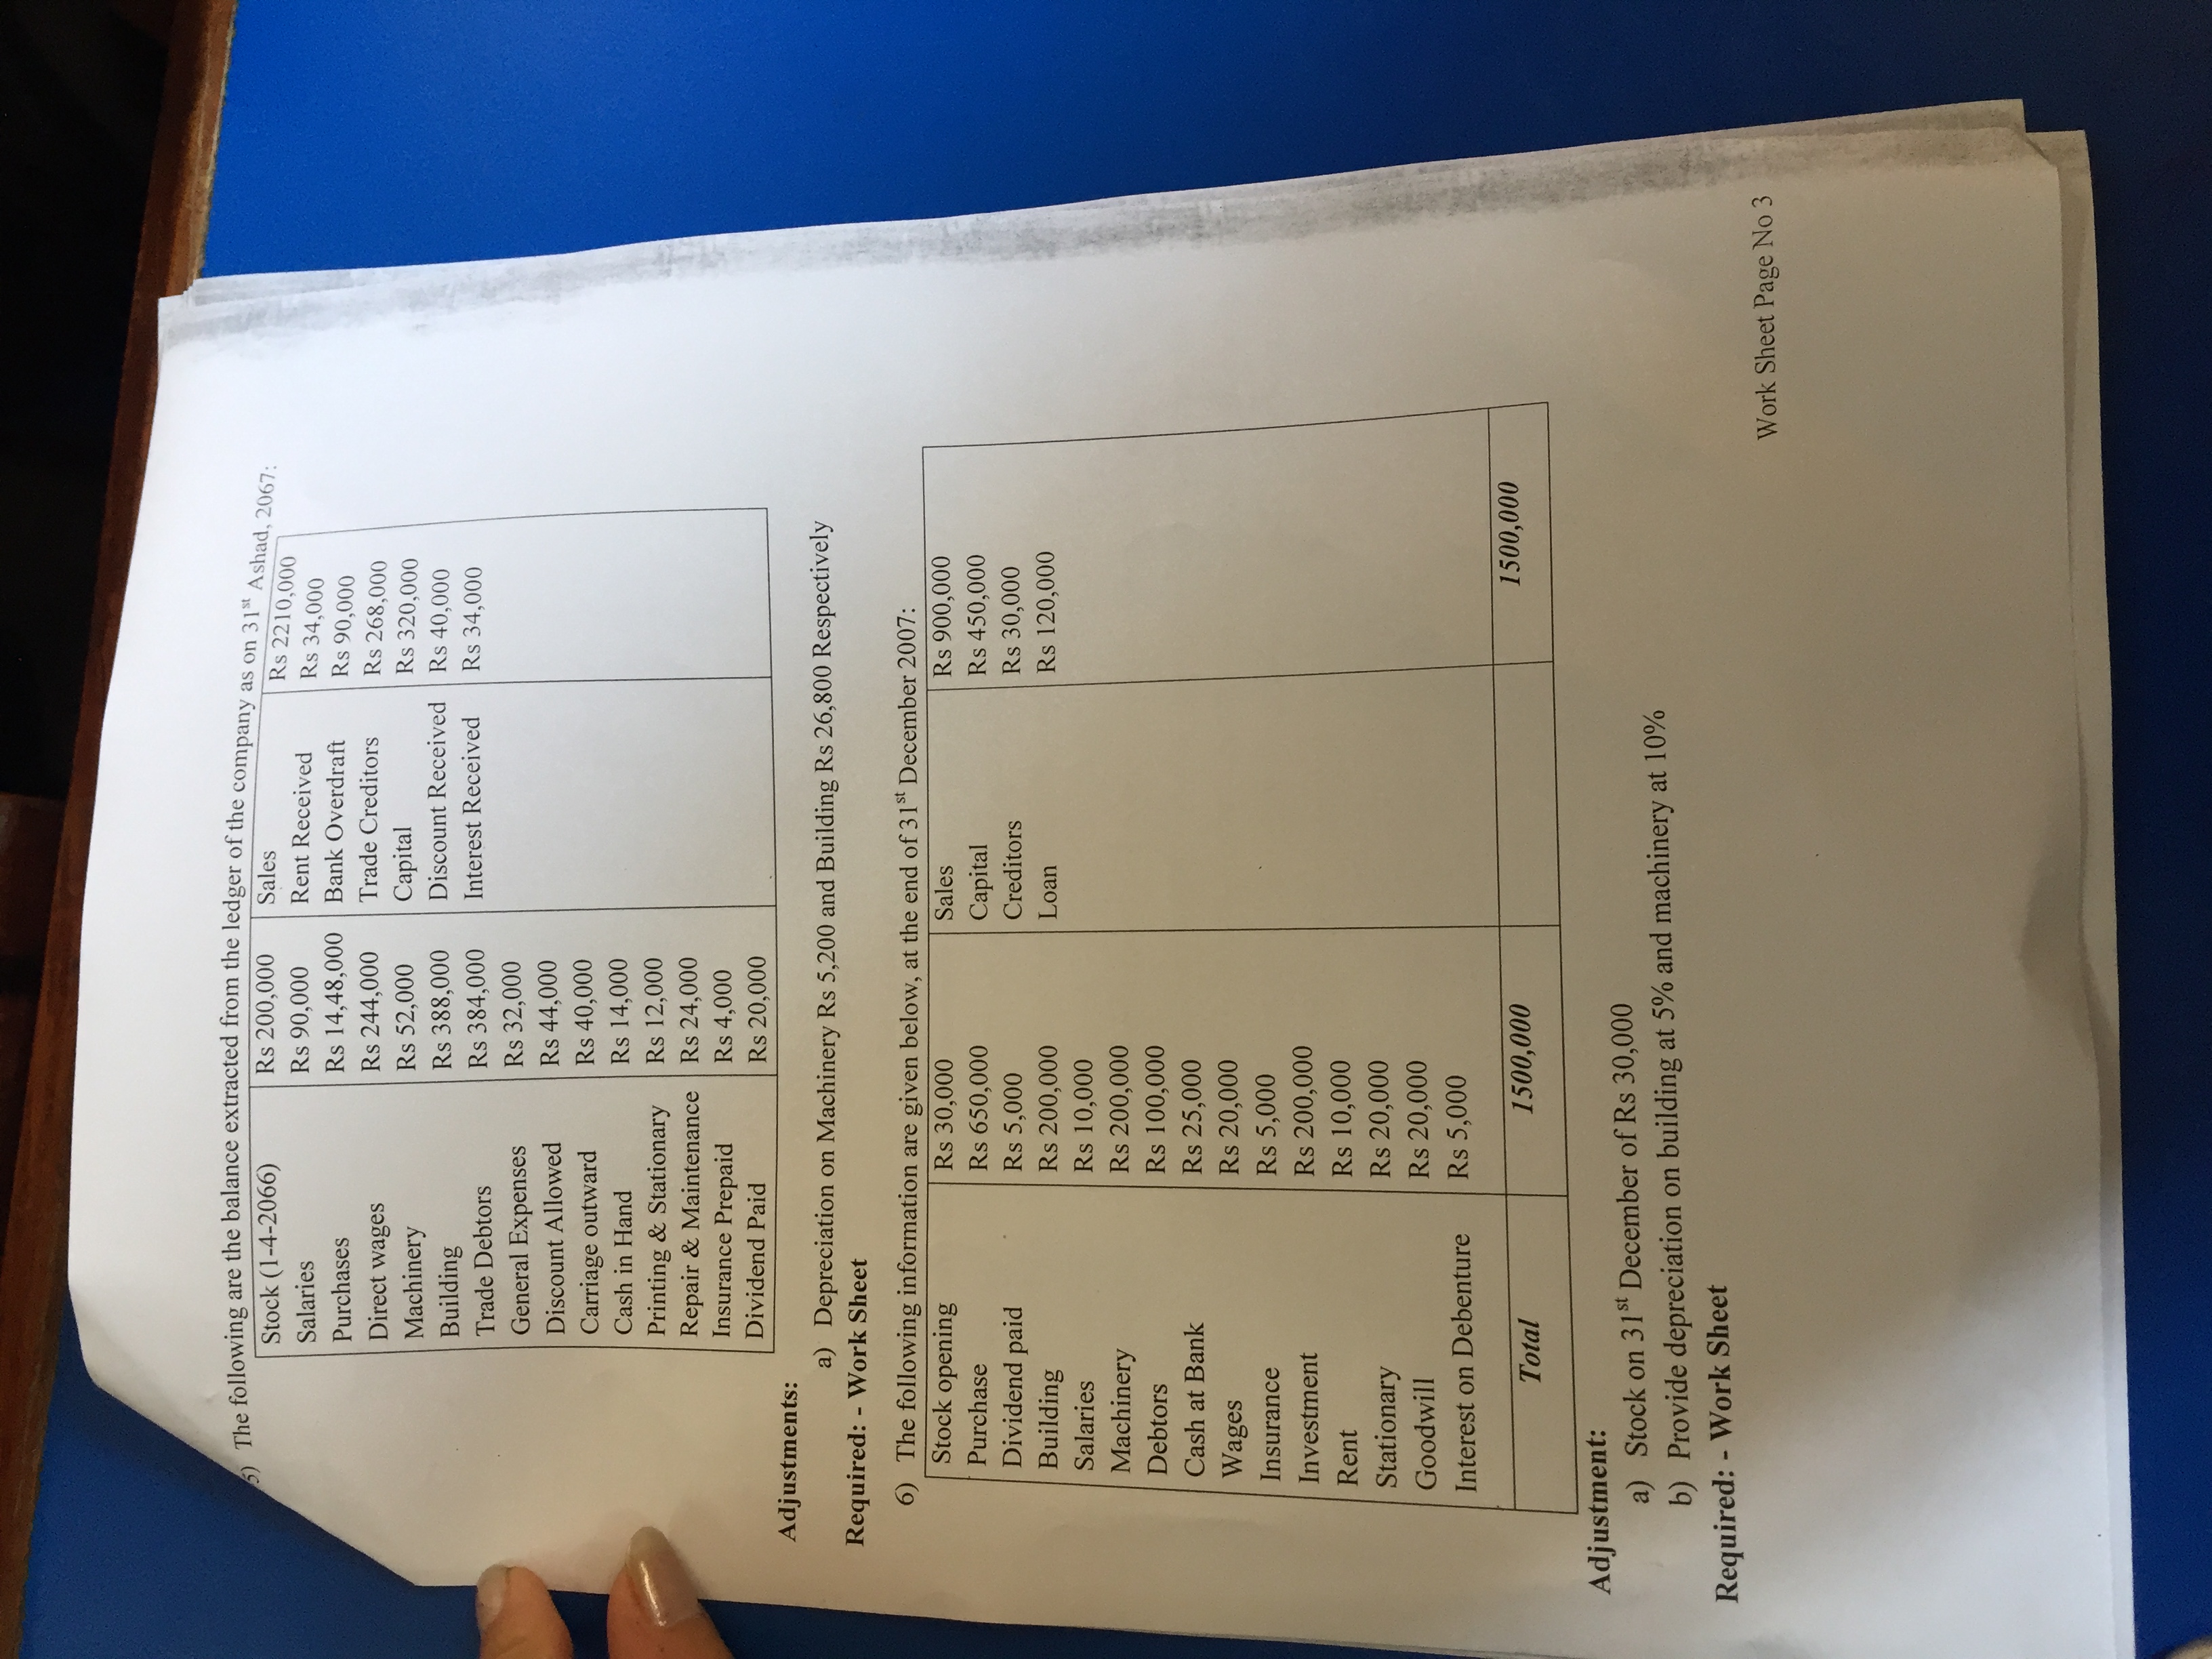 5) The following are the balance extracted from the ledger of the company as on 31st Ashad, 2067:
Stock (1-4-2066) Rs 200,000 Sales Rs 2210,000
Salaries Rs 90,000 Rent Received Rs 34,000
Purchases Rs 14,48,000 Bank Overdraft Rs 90,000
Direct wages Rs 244,000 Trade Creditors Rs 268,000
Machinery Rs 52,000 Capital Rs 320,000
Building Rs 388,000 Discount Received Rs 40,000
Trade Debtors Rs 384,000 Interest Received Rs 34,000
General Expenses Rs 32,000
Discount Allowed Rs 44,000
Carriage outward Rs 40,000
Cash in Hand Rs 14,000
Printing & Stationary Rs 12,000
Repair & Maintenance Rs 24,000
Insurance Prepaid Rs 4,000
Dividend Paid Rs 20,000
Adjustments:
a) Depreciation on Machinery Rs 5,200 and Building Rs 26,800 Respectively
Required: - Work Sheet
6) The following information are given below, at the end of 31st December 2007:
Stock opening Rs 30,000 Sales Rs 900,000
Purchase Rs 650,000 Capital Rs 450,000
Dividend paid Rs 5,000 Creditors Rs 30,000
Building Rs 200,000 Loan Rs 120,000
Salaries Rs 10,000
Machinery Rs 200,000
Debtors Rs 100,000
Cash at Bank Rs 25,000
Wages Rs 20,000
Insurance Rs 5,000
Investment Rs 200,000
Rent Rs 10,000
Stationary Rs 20,000
Goodwill Rs 20,000
Interest on Debenture Rs 5,000
Total 1500,000 1500,000
Adjustment:
a) Stock on 31st December of Rs 30,000
b) Provide depreciation on building at 5% and machinery at 10%
Required: - Work Sheet
Work Sheet Page No 3